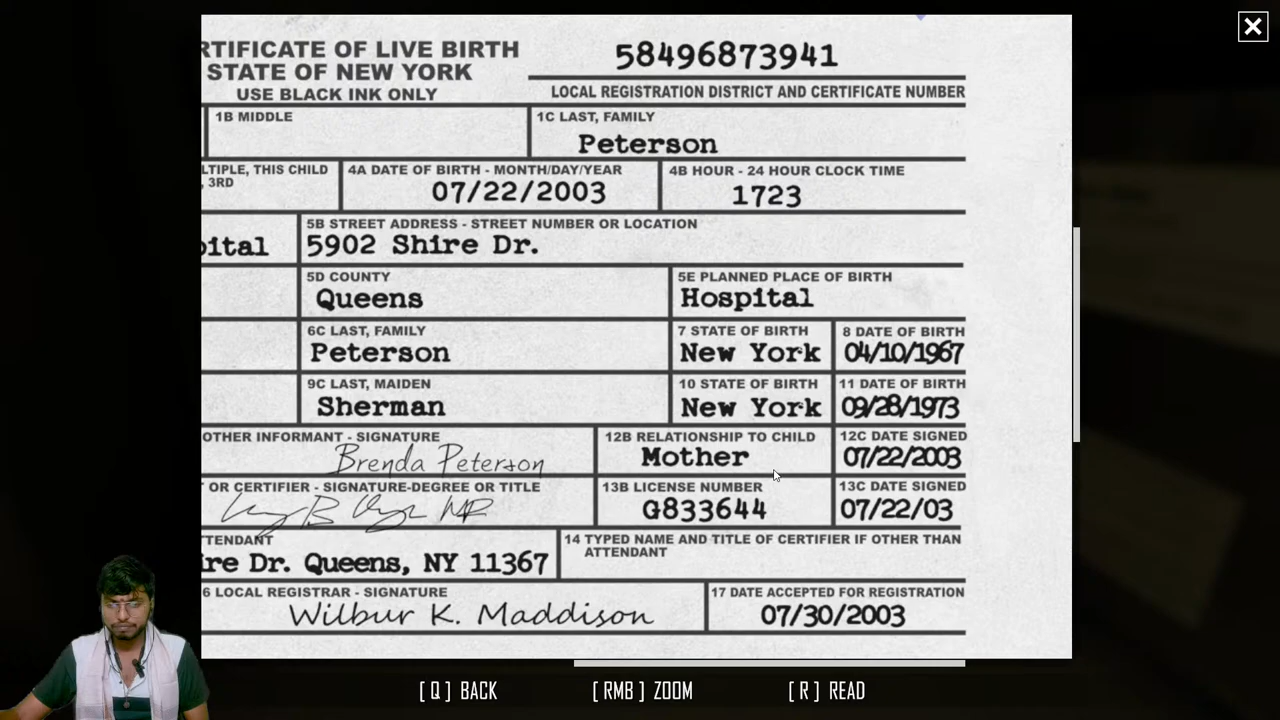 RTIFICATE OF LIVE BIRTH
STATE OF NEW YORK
USE BLACK INK ONLY
58496873941
LOCAL REGISTRATION DISTRICT AND CERTIFICATE NUMBER
1B MIDDLE
1C LAST, FAMILY
Peterson
LTIPLE, THIS CHILD
, 3RD
4A DATE OF BIRTH - MONTH/DAY/YEAR
07/22/2003
4B HOUR - 24 HOUR CLOCK TIME
1723
pital
5B STREET ADDRESS - STREET NUMBER OR LOCATION
5902 Shire Dr.
5D COUNTY
Queens
5E PLANNED PLACE OF BIRTH
Hospital
6C LAST, FAMILY
Peterson
7 STATE OF BIRTH
New York
8 DATE OF BIRTH
04/10/1967
9C LAST, MAIDEN
Sherman
10 STATE OF BIRTH
New York
11 DATE OF BIRTH
09/28/1973
OTHER INFORMANT - SIGNATURE
Brenda Peterson
12B RELATIONSHIP TO CHILD
Mother
12C DATE SIGNED
07/22/2003
OR CERTIFIER - SIGNATURE-DEGREE OR TITLE
13B LICENSE NUMBER
G833644
13C DATE SIGNED
07/22/03
TTENDANT
ire Dr. Queens, NY 11367
14 TYPED NAME AND TITLE OF CERTIFIER IF OTHER THAN
ATTENDANT
6 LOCAL REGISTRAR - SIGNATURE
Wilbur K. Maddison
17 DATE ACCEPTED FOR REGISTRATION
07/30/2003
[ Q ] BACK
[ RMB ] ZOOM
[ R ] READ